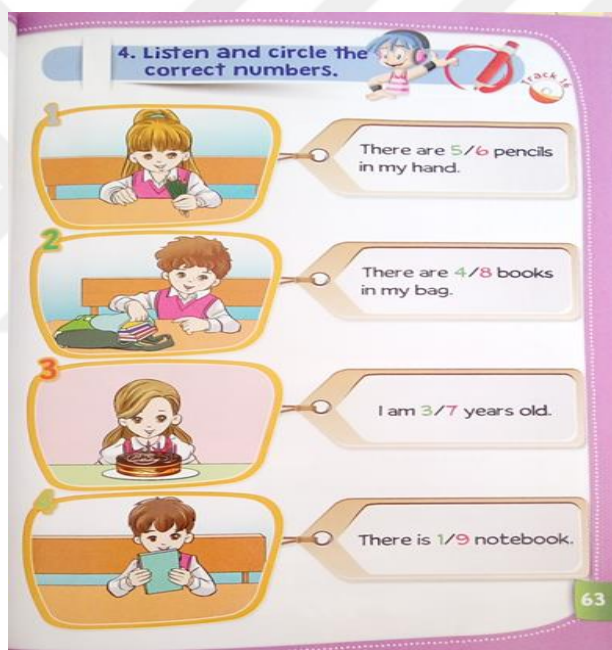 4. Listen and circle the
correct numbers.
Track 16
1
There are 5/6 pencils
in my hand.
2
There are 4/8 books
in my bag.
3
I am 3/7 years old.
4
There is 1/9 notebook.
63